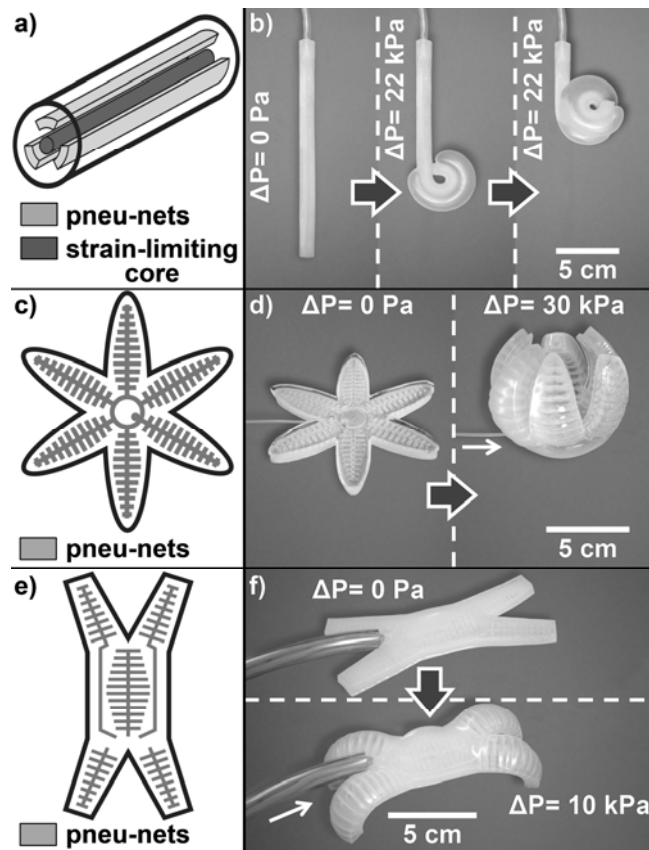 a)
pneu-nets
strain-limiting
core
b)
ΔP= 0 Pa
ΔP= 22 kPa
ΔP= 22 kPa
5 cm
c)
pneu-nets
d) ΔP= 0 Pa
ΔP= 30 kPa
5 cm
e)
pneu-nets
f)
ΔP= 0 Pa
ΔP= 10 kPa
5 cm